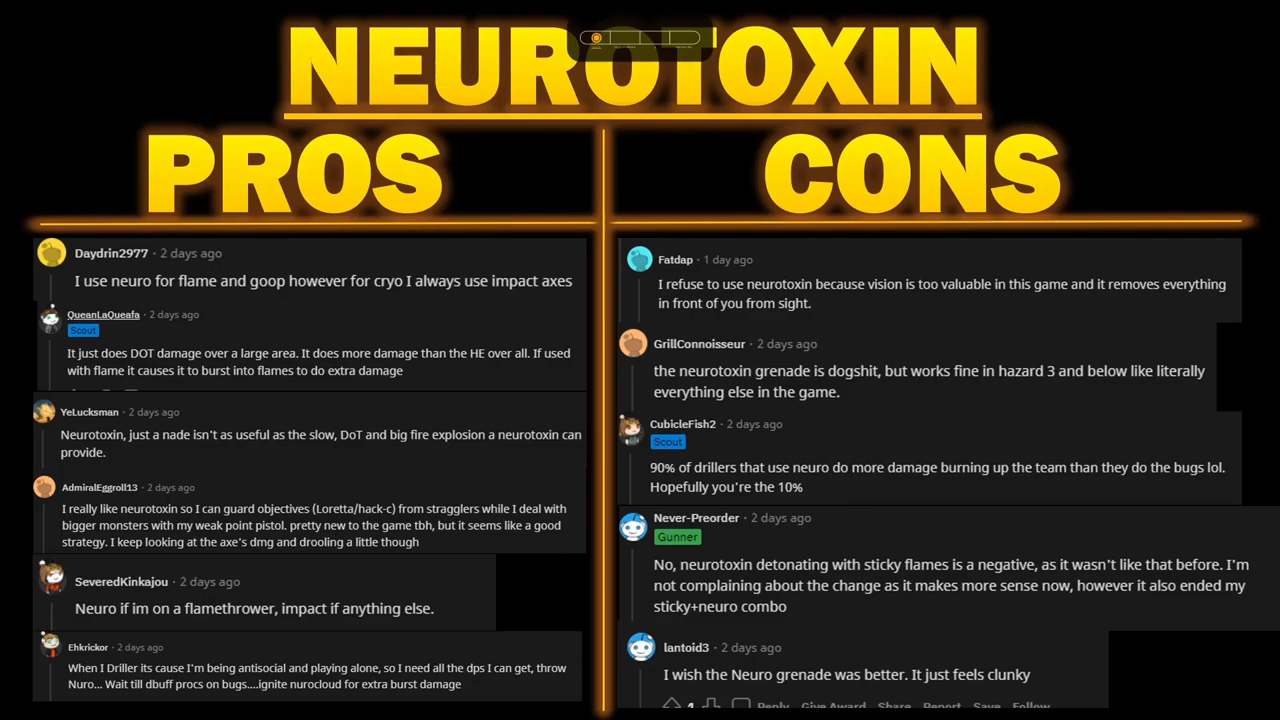 NEUROTOXIN
PROS
CONS
Daydrin2977 · 2 days ago
I use neuro for flame and goop however for cryo I always use impact axes
QueanLaQueafa · 2 days ago
Scout
It just does DOT damage over a large area. It does more damage than the HE over all. If used
with flame it causes it to burst into flames to do extra damage
YeLucksman · 2 days ago
Neurotoxin, just a nade isn't as useful as the slow, DoT and big fire explosion a neurotoxin can
provide.
AdmiralEggroll13 · 2 days ago
I really like neurotoxin so I can guard objectives (Loretta/hack-c) from stragglers while I deal with
bigger monsters with my weak point pistol. pretty new to the game tbh, but it seems like a good
strategy. I keep looking at the axe's dmg and drooling a little though
SeveredKinkajou · 2 days ago
Neuro if im on a flamethrower, impact if anything else.
Ehkrickor · 2 days ago
When I Driller its cause I'm being antisocial and playing alone, so I need all the dps I can get, throw
Nuro... Wait till dbuff procs on bugs....ignite nurocloud for extra burst damage
Fatdap · 1 day ago
I refuse to use neurotoxin because vision is too valuable in this game and it removes everything
in front of you from sight.
GrillConnoisseur · 2 days ago
the neurotoxin grenade is dogshit, but works fine in hazard 3 and below like literally
everything else in the game.
CubicleFish2 · 2 days ago
Scout
90% of drillers that use neuro do more damage burning up the team than they do the bugs lol.
Hopefully you're the 10%
Never-Preorder · 2 days ago
Gunner
No, neurotoxin detonating with sticky flames is a negative, as it wasn't like that before. I'm
not complaining about the change as it makes more sense now, however it also ended my
sticky+neuro combo
lantoid3 · 2 days ago
I wish the Neuro grenade was better. It just feels clunky
1 Reply Give Award Share Report Save Follow